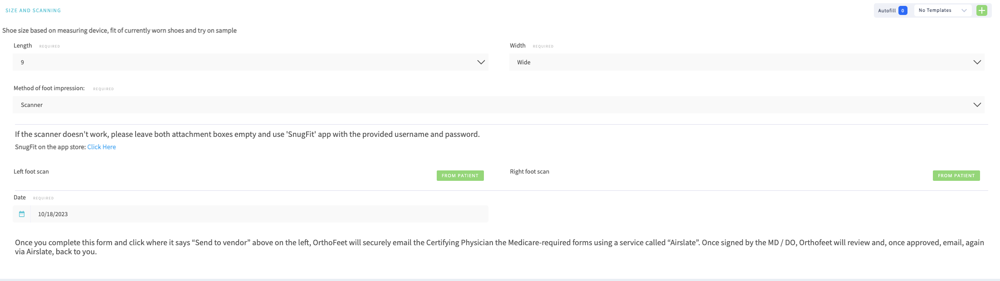 SIZE AND SCANNING
Autofill 0 No Templates
Shoe size based on measuring device, fit of currently worn shoes and try on sample
Length REQUIRED
Width REQUIRED
9
Wide
Method of foot impression: REQUIRED
Scanner
If the scanner doesn't work, please leave both attachment boxes empty and use 'SnugFit' app with the provided username and password.
SnugFit on the app store: Click Here
Left foot scan
FROM PATIENT
Right foot scan
FROM PATIENT
Date REQUIRED
10/18/2023
Once you complete this form and click where it says “Send to vendor” above on the left, OrthoFeet will securely email the Certifying Physician the Medicare-required forms using a service called “Airslate”. Once signed by the MD / DO, Orthofeet will review and, once approved, email, again
via Airslate, back to you.